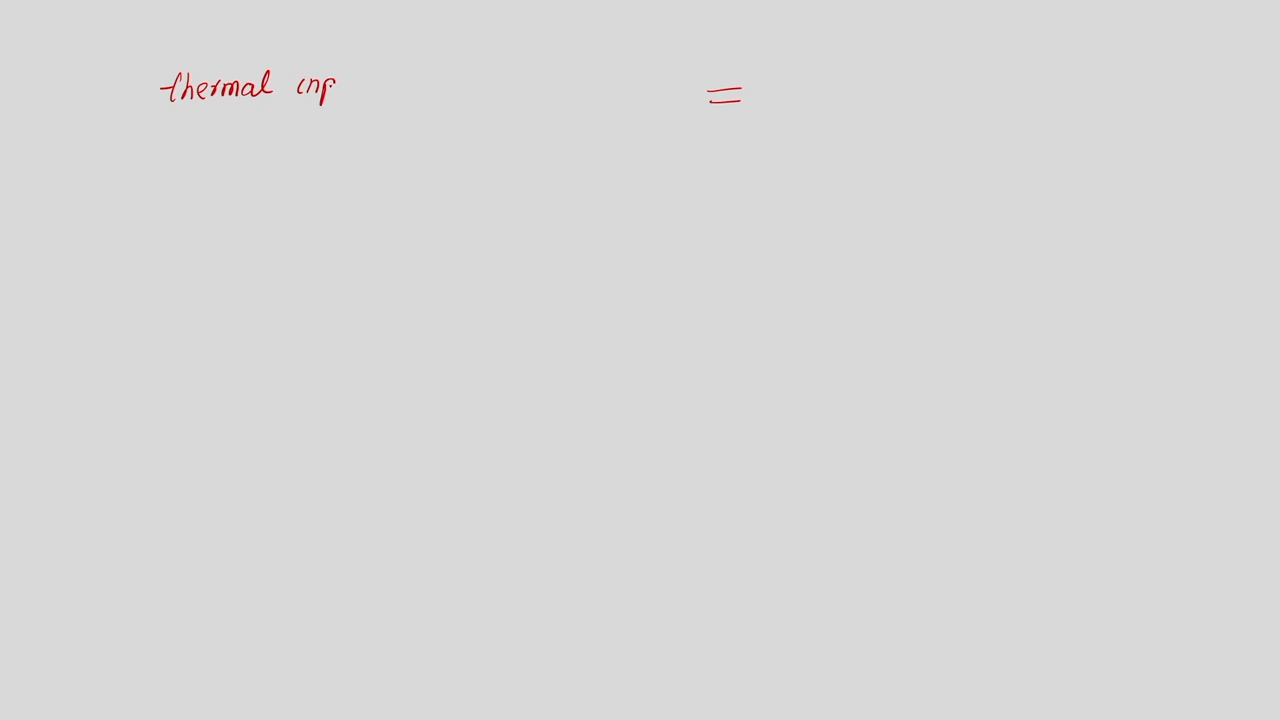 thermal inp =